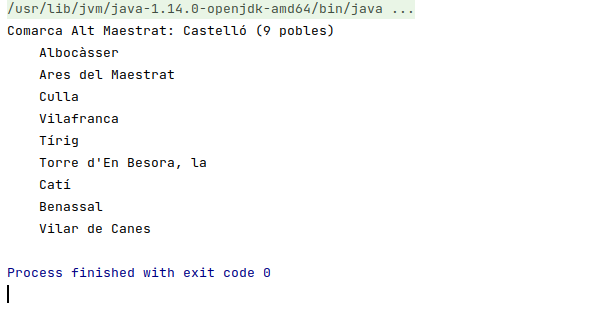 /usr/lib/jvm/java-1.14.0-openjdk-amd64/bin/java ...
Comarca Alt Maestrat: Castelló (9 pobles)
Albocàsser
Ares del Maestrat
Culla
Vilafranca
Tírig
Torre d'En Besora, la
Catí
Benassal
Vilar de Canes
Process finished with exit code 0